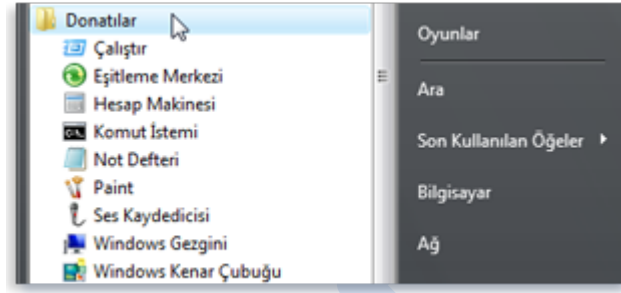 Donatılar
Çalıştır
Eşitleme Merkezi
Hesap Makinesi
Komut İstemi
Not Defteri
Paint
Ses Kaydedicisi
Windows Gezgini
Windows Kenar Çubuğu
Oyunlar
Ara
Son Kullanılan Öğeler
Bilgisayar
Ağ